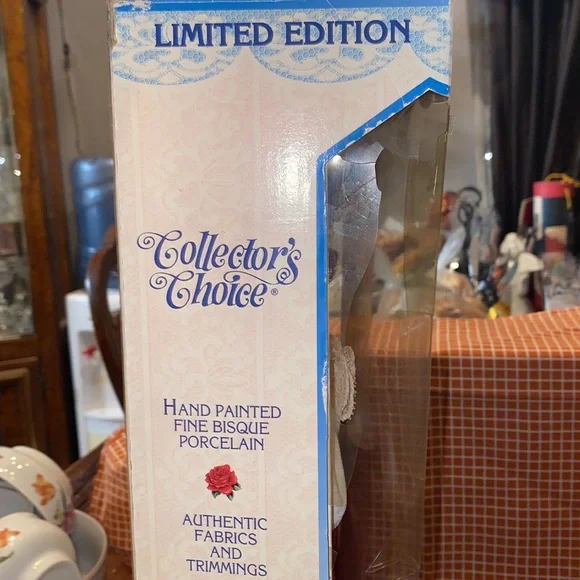 LIMITED EDITION
Collector's
Choice®
HAND PAINTED
FINE BISQUE
PORCELAIN
AUTHENTIC
FABRICS
AND
TRIMMINGS